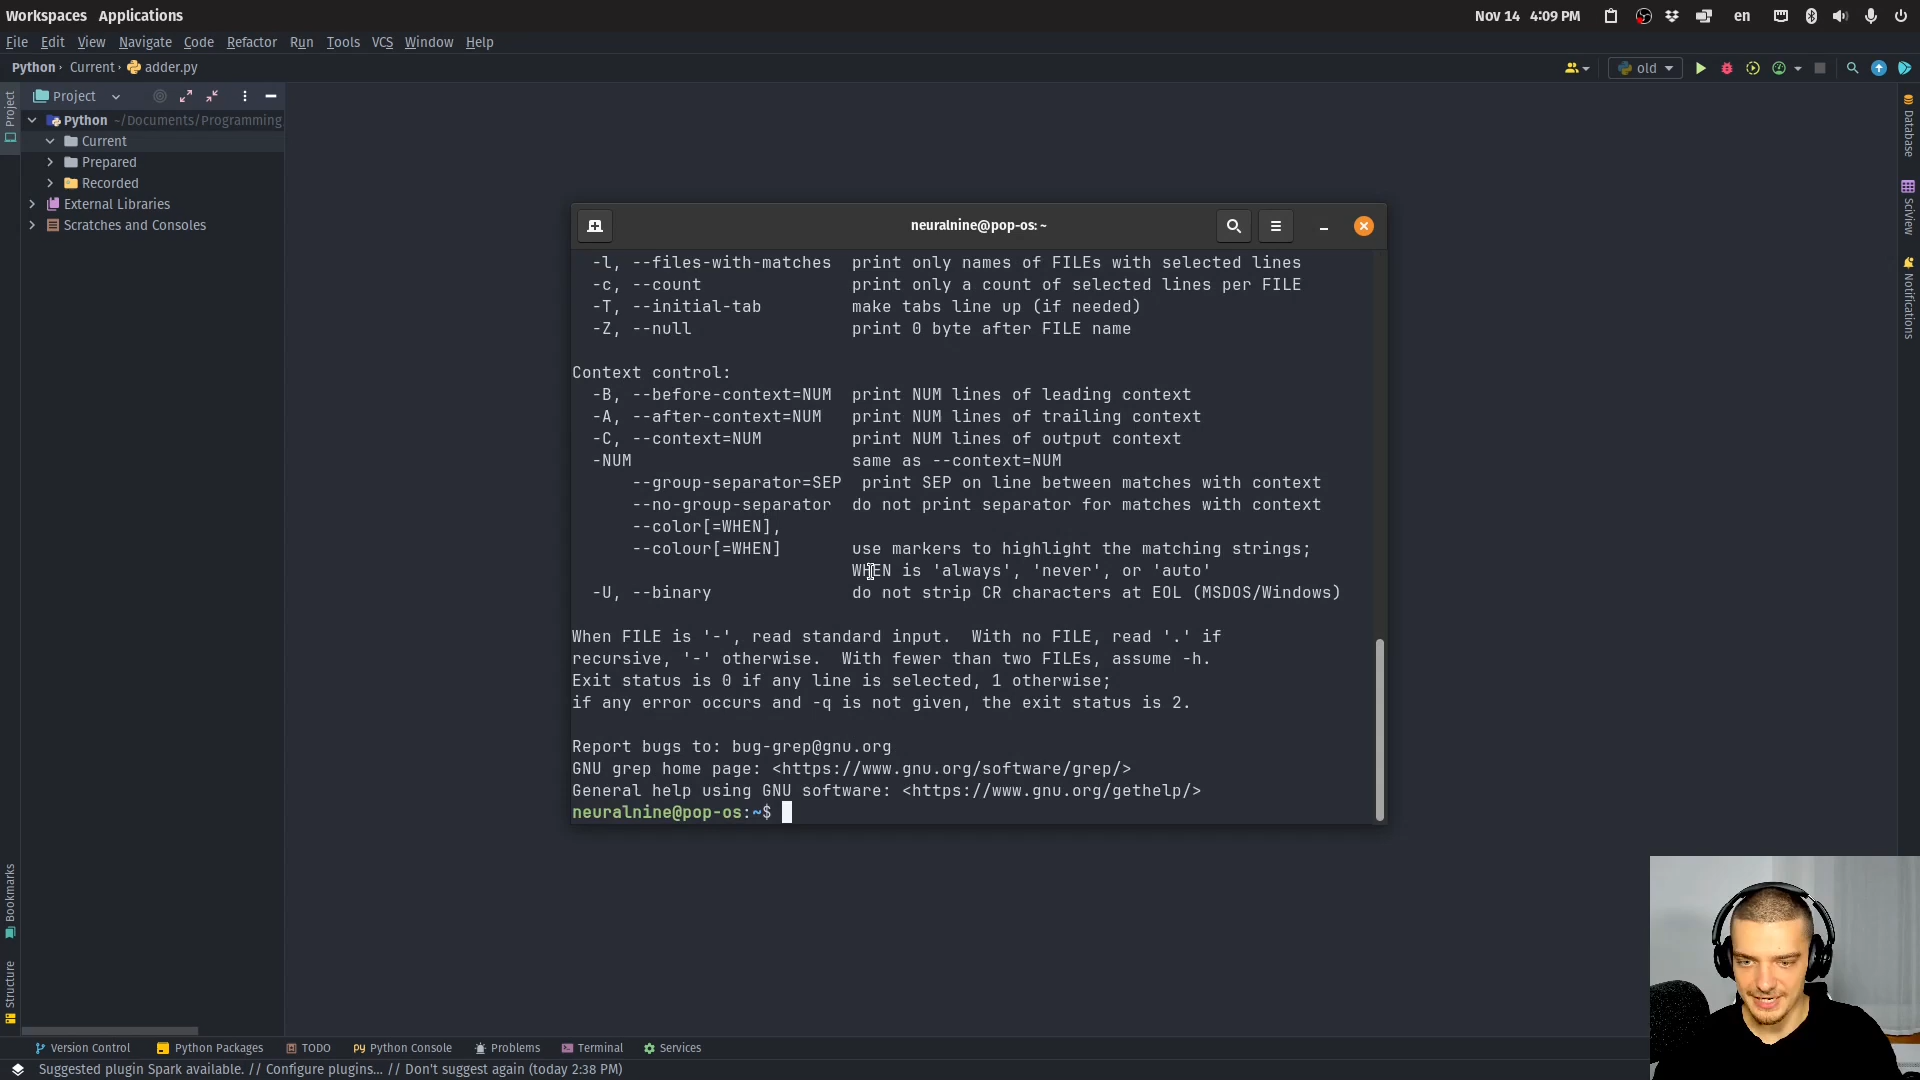 Workspaces Applications
Nov 14 4:09 PM
en
File Edit View Navigate Code Refactor Run Tools VCS Window Help
Python Current adder.py
old
Project
Project
Python ~/Documents/Programming
Current
Prepared
Recorded
External Libraries
Scratches and Consoles
Database
SciView
Notifications
neuralnine@pop-os: ~
-l, --files-with-matches print only names of FILEs with selected lines
-c, --count print only a count of selected lines per FILE
-T, --initial-tab make tabs line up (if needed)
-Z, --null print 0 byte after FILE name
Context control:
-B, --before-context=NUM print NUM lines of leading context
-A, --after-context=NUM print NUM lines of trailing context
-C, --context=NUM print NUM lines of output context
-NUM same as --context=NUM
--group-separator=SEP print SEP on line between matches with context
--no-group-separator do not print separator for matches with context
--color[=WHEN],
--colour[=WHEN] use markers to highlight the matching strings;
WHEN is 'always', 'never', or 'auto'
-U, --binary do not strip CR characters at EOL (MSDOS/Windows)
When FILE is '-', read standard input. With no FILE, read '.' if
recursive, '-' otherwise. With fewer than two FILEs, assume -h.
Exit status is 0 if any line is selected, 1 otherwise;
if any error occurs and -q is not given, the exit status is 2.
Report bugs to: bug-grep@gnu.org
GNU grep home page: <https://www.gnu.org/software/grep/>
General help using GNU software: <https://www.gnu.org/gethelp/>
neuralnine@pop-os:~$
Bookmarks
Structure
Version Control Python Packages TODO Python Console Problems Terminal Services
Suggested plugin Spark available. // Configure plugins... // Don't suggest again (today 2:38 PM)